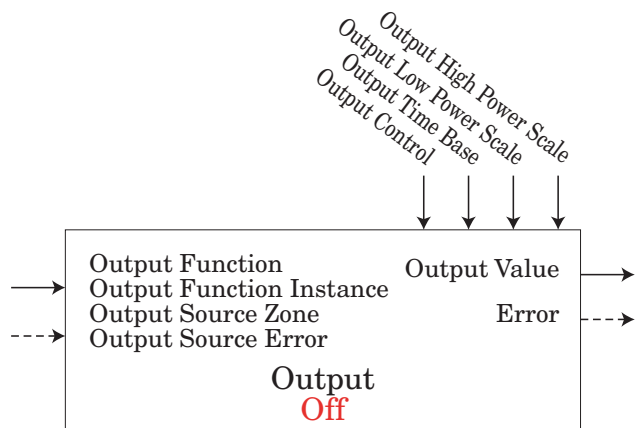 Output High Power Scale
Output Low Power Scale
Output Time Base
Output Control
Output Function
Output Function Instance
Output Source Zone
Output Source Error
Output Value
Error
Output
Off